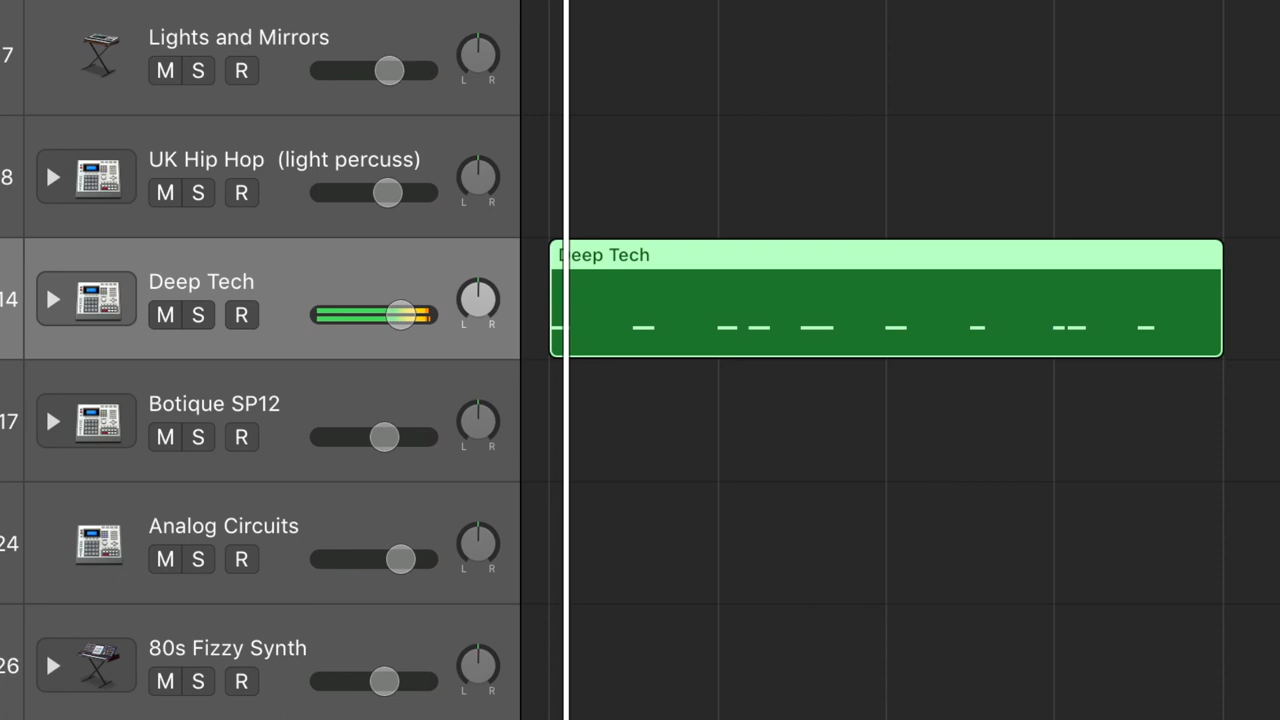 7
Lights and Mirrors
M S R
L R
8
UK Hip Hop (light percuss)
M S R
L R
14
Deep Tech
M S R
L R
Deep Tech
17
Botique SP12
M S R
L R
24
Analog Circuits
M S R
L R
26
80s Fizzy Synth
M S R
L R